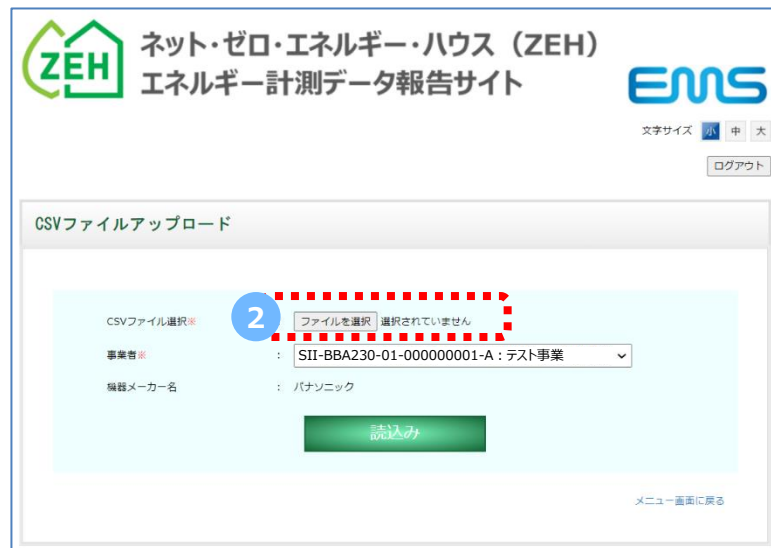 ZEH
ネット・ゼロ・エネルギー・ハウス（ZEH）
エネルギー計測データ報告サイト
EMS
文字サイズ 小 中 大
ログアウト
CSVファイルアップロード
CSVファイル選択※ 2 ファイルを選択 選択されていません
事業者※ : SII-BBA230-01-000000001-A：テスト事業
機器メーカー名 : パナソニック
読込み
メニュー画面に戻る